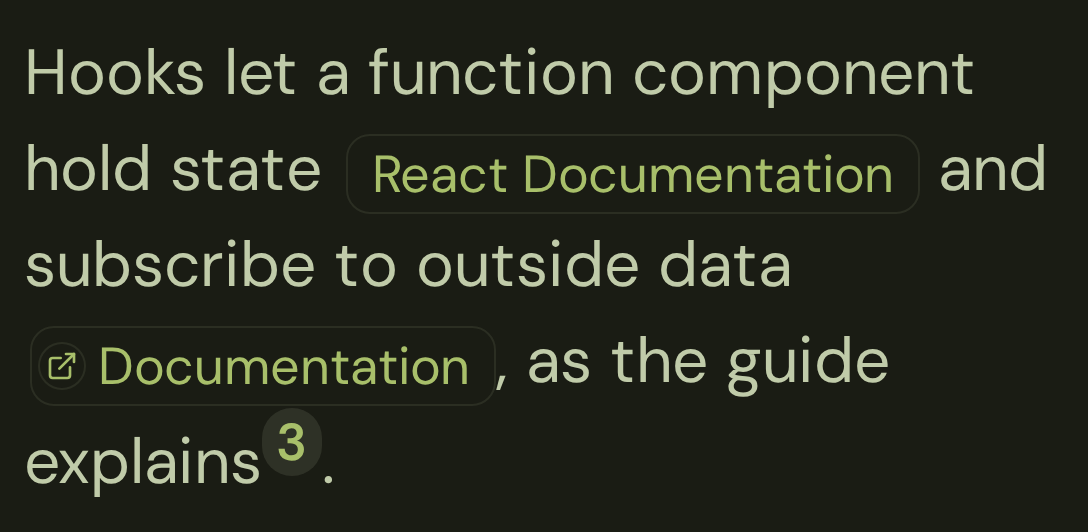 Hooks let a function component
hold state React Documentation and
subscribe to outside data
Documentation, as the guide
explains3.